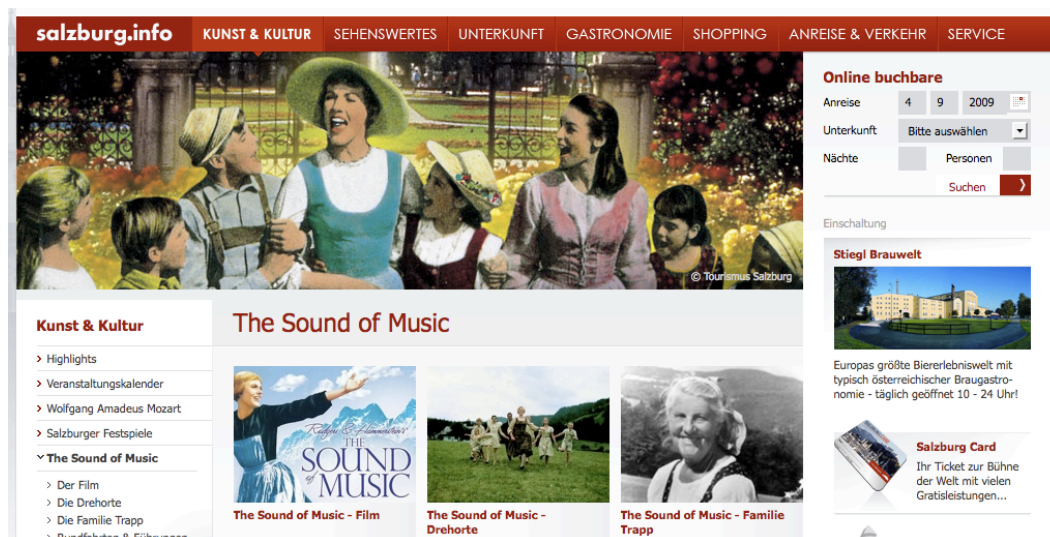 salzburg.info
KUNST & KULTUR
SEHENSWERTES
UNTERKUNFT
GASTRONOMIE
SHOPPING
ANREISE & VERKEHR
SERVICE
© Tourismus Salzburg
Online buchbare
Anreise 4 9 2009
Unterkunft Bitte auswählen
Nächte Personen
Suchen
Einschaltung
Stiegl Brauwelt
Europas größte Biererlebniswelt mit
typisch österreichischer Braugastro-
nomie - täglich geöffnet 10 - 24 Uhr!
Salzburg Card
Ihr Ticket zur Bühne
der Welt mit vielen
Gratisleistungen...
Kunst & Kultur
Highlights
Veranstaltungskalender
Wolfgang Amadeus Mozart
Salzburger Festspiele
The Sound of Music
Der Film
Die Drehorte
Die Familie Trapp
Rundfahrten & Führungen
The Sound of Music
Rodgers & Hammerstein's
THE
SOUND
of MUSIC
The Sound of Music - Film
The Sound of Music -
Drehorte
The Sound of Music - Familie
Trapp